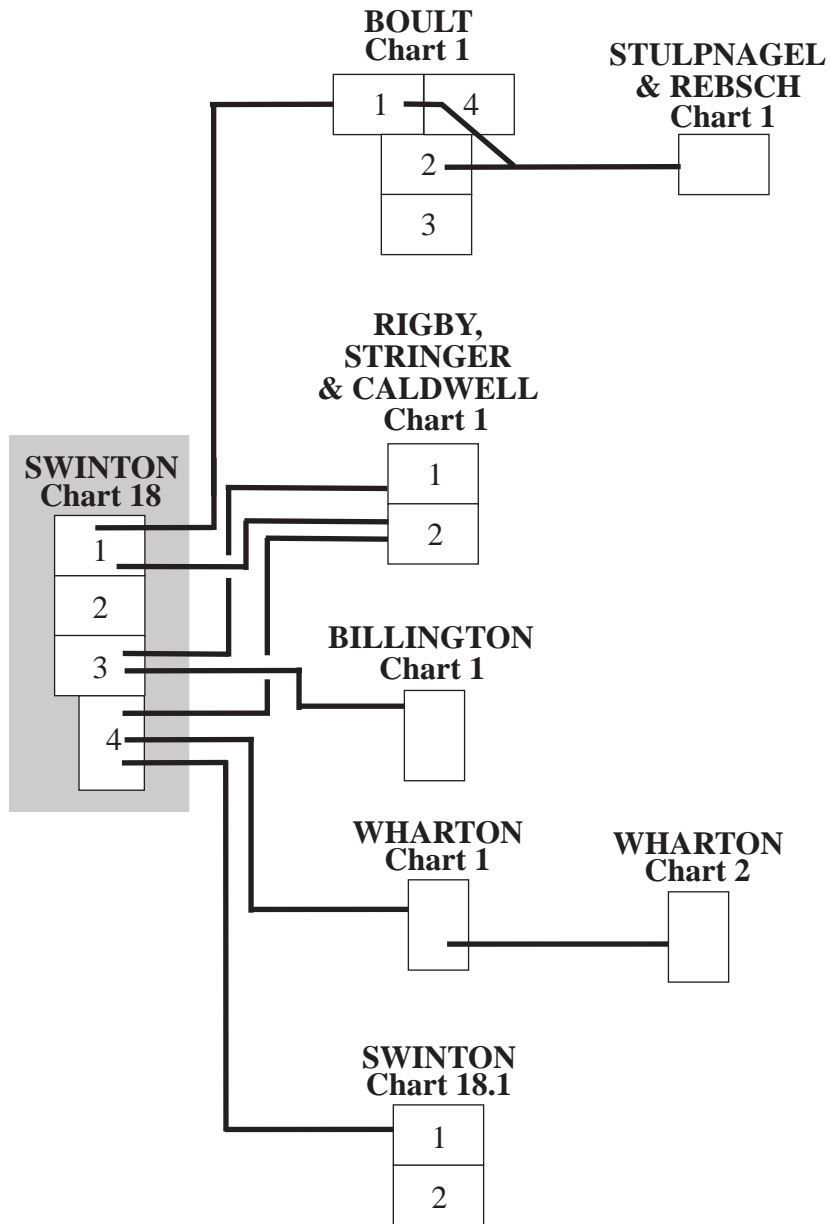 BOULT
Chart 1
1
4
2
3
STULPNAGEL
& REBSCH
Chart 1
RIGBY,
STRINGER
& CALDWELL
Chart 1
1
2
SWINTON
Chart 18
1
2
3
4
BILLINGTON
Chart 1
WHARTON
Chart 1
WHARTON
Chart 2
SWINTON
Chart 18.1
1
2